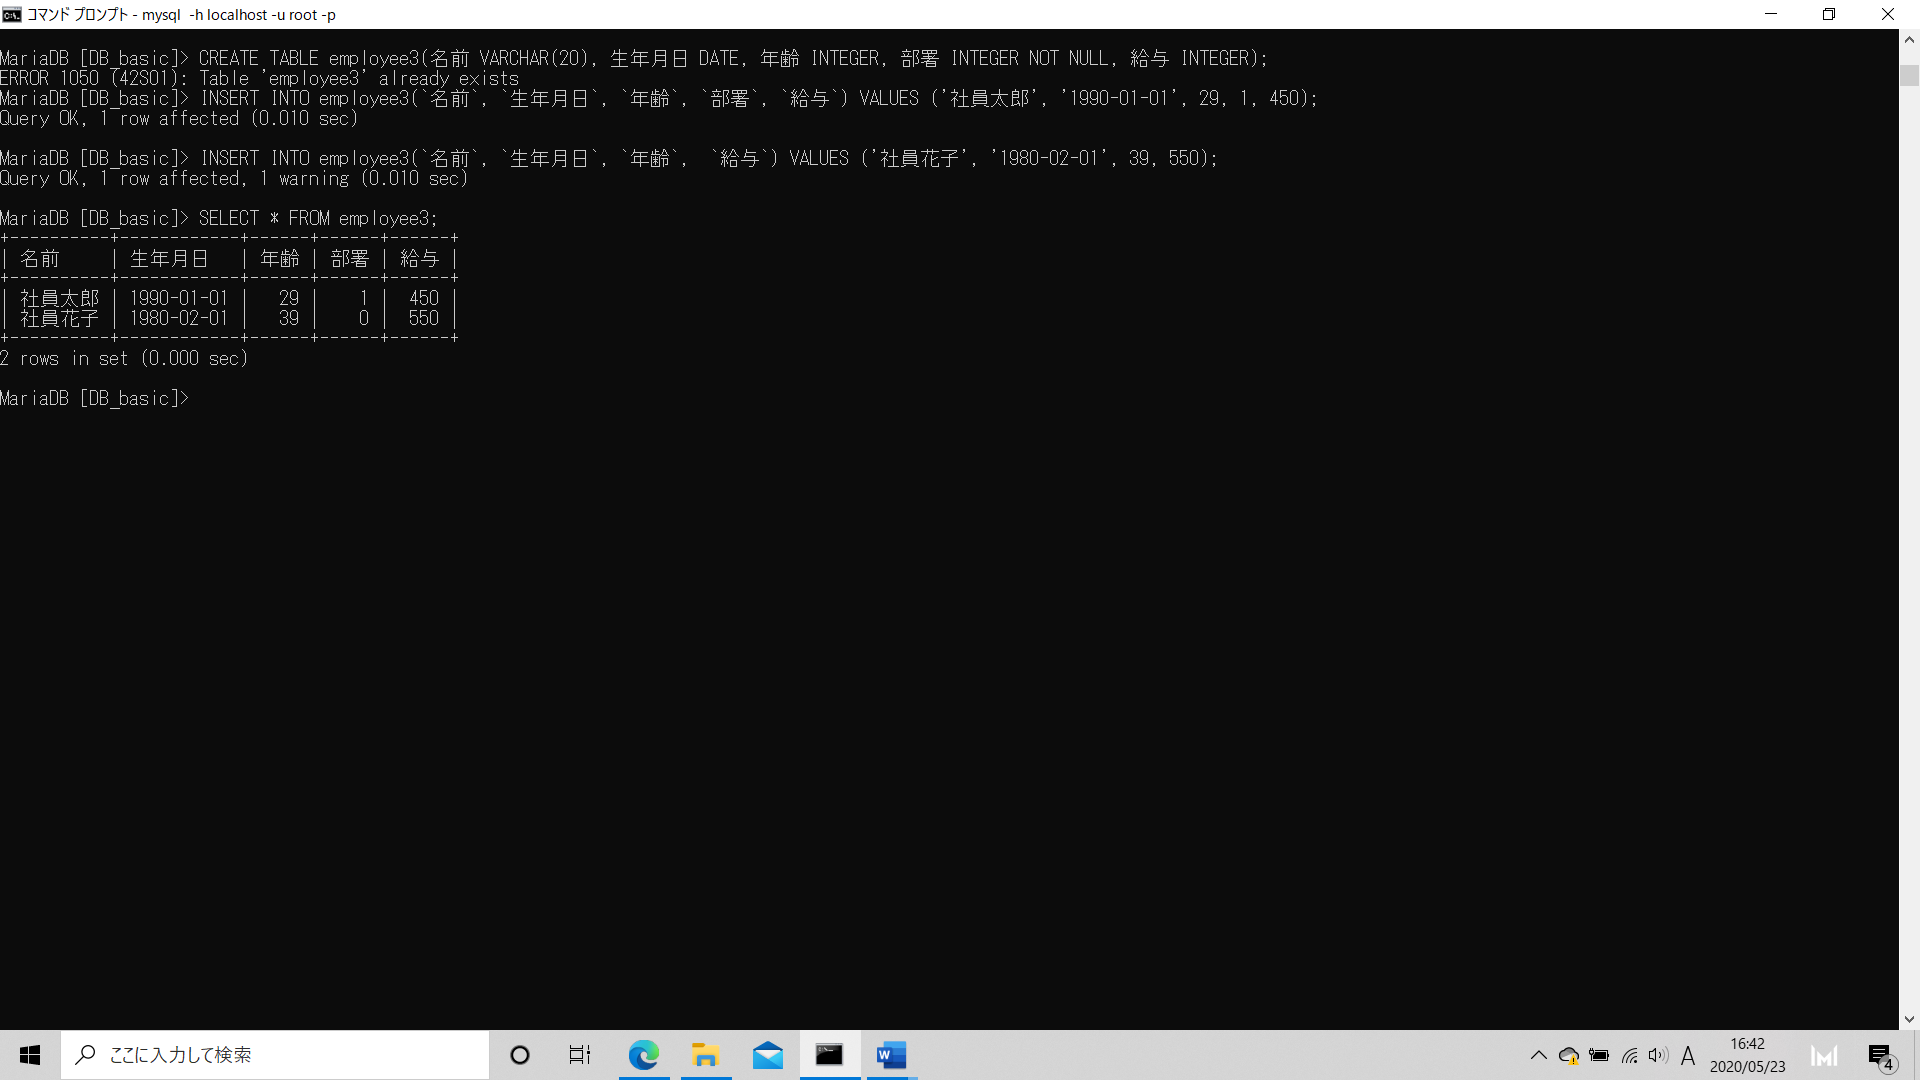 コマンド プロンプト - mysql  -h localhost -u root -p
MariaDB [DB_basic]> CREATE TABLE employee3(名前 VARCHAR(20), 生年月日 DATE, 年齢 INTEGER, 部署 INTEGER NOT NULL, 給与 INTEGER);
ERROR 1050 (42S01): Table 'employee3' already exists
MariaDB [DB_basic]> INSERT INTO employee3(`名前`, `生年月日`, `年齢`, `部署`, `給与`) VALUES ('社員太郎', '1990-01-01', 29, 1, 450);
Query OK, 1 row affected (0.010 sec)
MariaDB [DB_basic]> INSERT INTO employee3(`名前`, `生年月日`, `年齢`,  `給与`) VALUES ('社員花子', '1980-02-01', 39, 550);
Query OK, 1 row affected, 1 warning (0.010 sec)
MariaDB [DB_basic]> SELECT * FROM employee3;
+----------+------------+------+------+------+
| 名前     | 生年月日   | 年齢 | 部署 | 給与 |
+----------+------------+------+------+------+
| 社員太郎 | 1990-01-01 |   29 |    1 |  450 |
| 社員花子 | 1980-02-01 |   39 |    0 |  550 |
+----------+------------+------+------+------+
2 rows in set (0.000 sec)
MariaDB [DB_basic]>
ここに入力して検索
A
16:42
2020/05/23
4